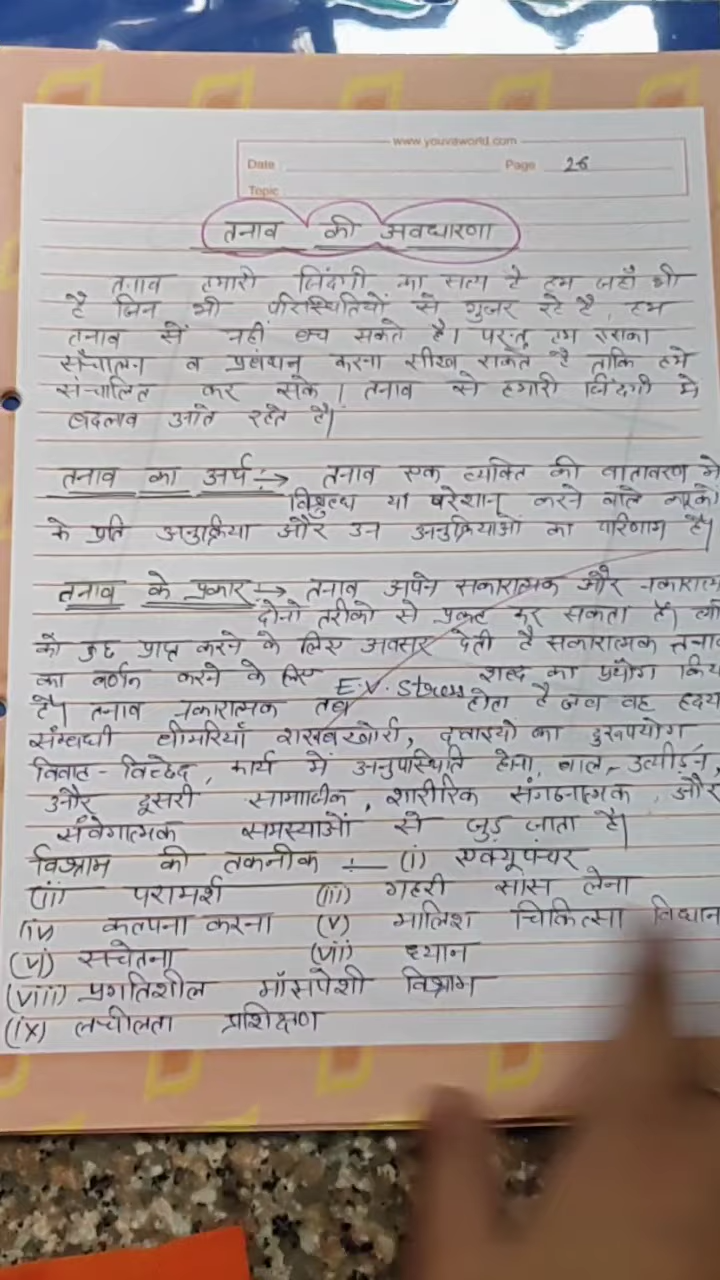 www.youvaworld.com
Date Page 26
Topic
तनाव की अवधारणा
तनाव हमारी जिंदगी का सत्य है हम जहाँ भी
है जिन भी परिस्थितियों से गुजर रहे है, हम
तनाव से नहीं बच सकते है। परन्तु हम इसका
संचालन व प्रबंधन करना सीख सकते है ताकि हमे
संचालित कर सके। तनाव से हमारी जिंदगी मे
बदलाव आते रहते है।
तनाव का अर्थ :-> तनाव एक व्यक्ति की वातावरण मे
विक्षुब्ध या परेशान करने वाले
के प्रति अनुक्रिया और उन अनुक्रियाओं का परिणाम है।
तनाव के प्रकार :-> तनाव अपने सकारात्मक और नकारात्म
दोनो तरीको से प्रकट कर सकता है।
को कुछ प्राप्त करने के लिए अवसर देती है सकारात्मक तनाव
का वर्णन करने के लिए E.V. Stress शब्द का प्रयोग किय
है। तनाव नकारात्मक तब होता है जब वह हृदय
सम्बधी बीमरियाँ शराबखोरी, दवाइयो का दुरूपयोग
विवाह-विच्छेद, कार्य मे अनुपस्थिति होना, बाल-उत्पीड़न,
और दूसरी सामाजिक, शारीरिक संगठनात्मक और
संवेगात्मक समस्याओं से जुड़ जाता है।
विश्राम की तकनीक :- (i) एक्यूपंचर
(ii) परामर्श (iii) गहरी सांस लेना
(iv) कल्पना करना (v) मालिश चिकित्सा विधान
(vi) सचेतना (vii) ध्यान
(viii) प्रगतिशील माँसपेशी विश्राम
(ix) लचीलता प्रशिक्षण